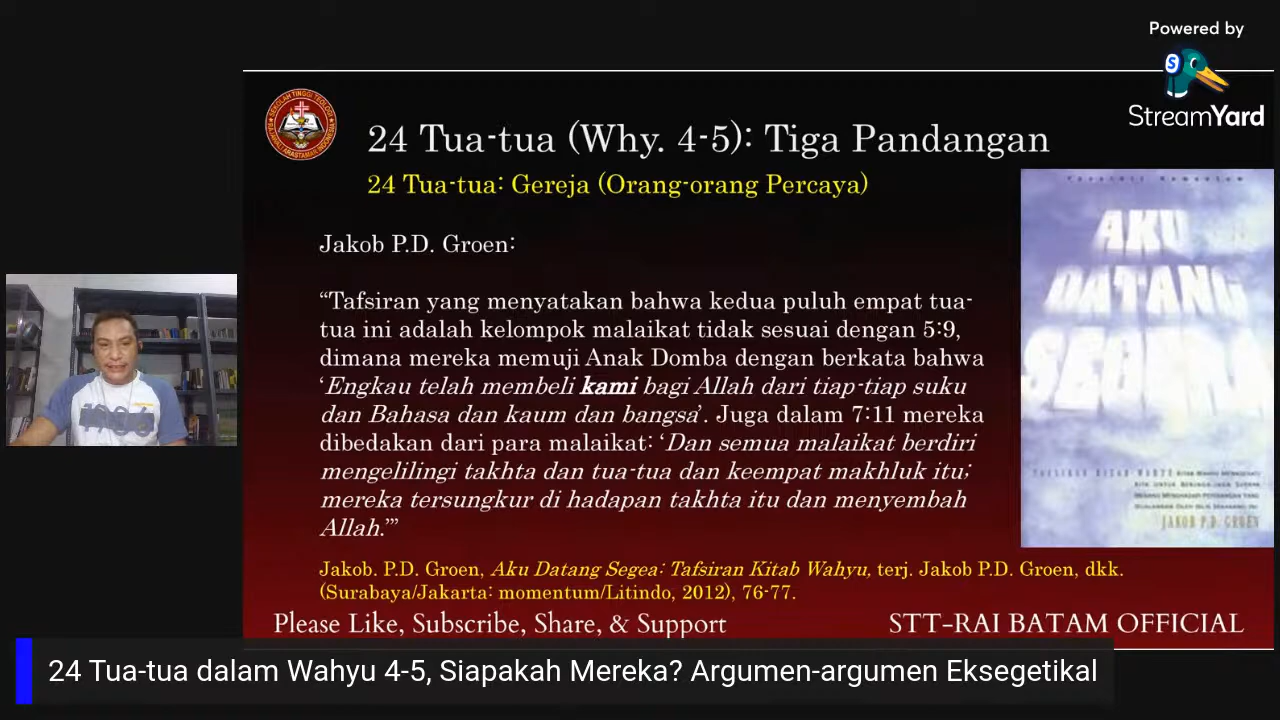 Powered by
StreamYard
24 Tua-tua (Why. 4-5): Tiga Pandangan
24 Tua-tua: Gereja (Orang-orang Percaya)
Jakob P.D. Groen:
“Tafsiran yang menyatakan bahwa kedua puluh empat tua-
tua ini adalah kelompok malaikat tidak sesuai dengan 5:9,
dimana mereka memuji Anak Domba dengan berkata bahwa
‘Engkau telah membeli kami bagi Allah dari tiap-tiap suku
dan Bahasa dan kaum dan bangsa’. Juga dalam 7:11 mereka
dibedakan dari para malaikat: ‘Dan semua malaikat berdiri
mengelilingi takhta dan tua-tua dan keempat makhluk itu;
mereka tersungkur di hadapan takhta itu dan menyembah
Allah.’”
Jakob. P.D. Groen, Aku Datang Segea: Tafsiran Kitab Wahyu, terj. Jakob P.D. Groen, dkk.
(Surabaya/Jakarta: momentum/Litindo, 2012), 76-77.
AKU
DATANG
SEGERA
TAFSIRAN KITAB WAHYU
JAKOB P.D. GROEN
1996
Please Like, Subscribe, Share, & Support
STT-RAI BATAM OFFICIAL
24 Tua-tua dalam Wahyu 4-5, Siapakah Mereka? Argumen-argumen Eksegetikal